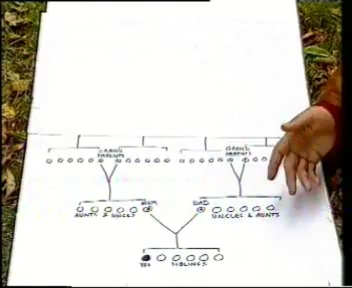 GRAND PARENTS
GRAND PARENTS
AUNTS & UNCLES
MUM
DAD
UNCLES & AUNTS
YOU
SIBLINGS